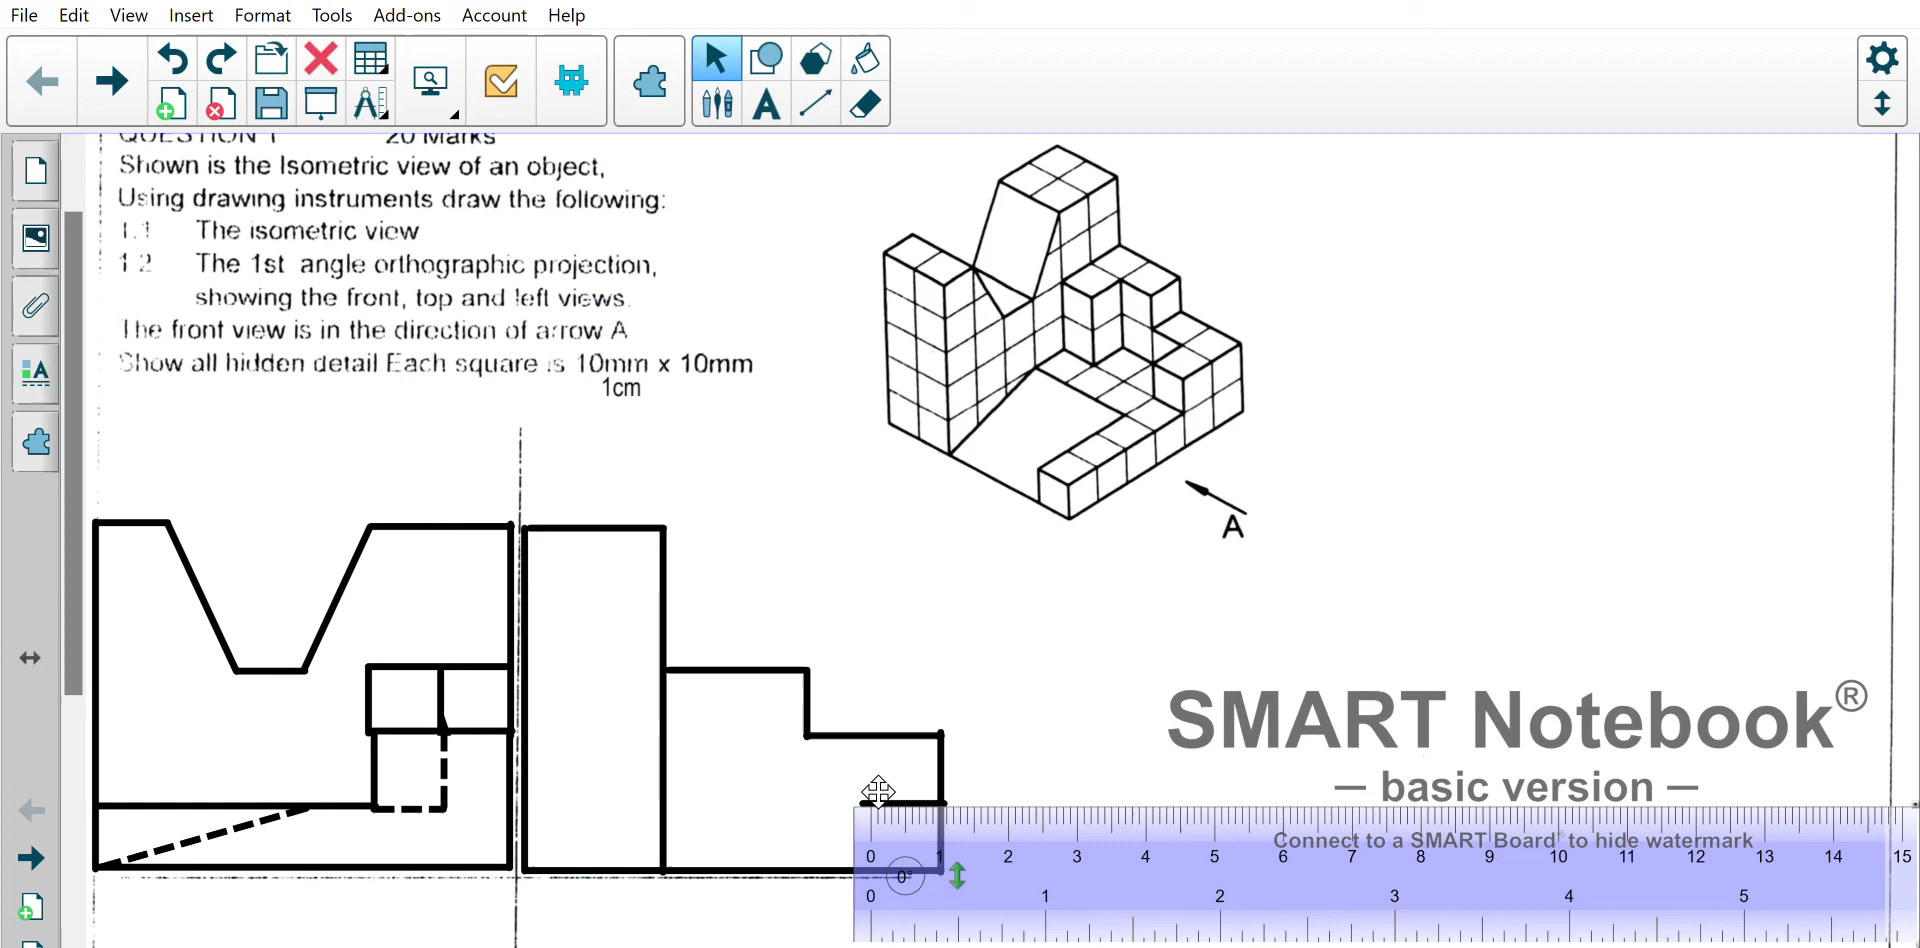 File Edit View Insert Format Tools Add-ons Account Help
QUESTION 1 20 Marks
Shown is the Isometric view of an object,
Using drawing instruments draw the following:
1.1 The isometric view
1.2 The 1st angle orthographic projection,
showing the front, top and left views.
The front view is in the direction of arrow A
Show all hidden detail Each square is 10mm x 10mm
1cm
A
SMART Notebook®
— basic version —
Connect to a SMART Board® to hide watermark
0 1 2 3 4 5 6 7 8 9 10 11 12 13 14 15
0°
0 1 2 3 4 5